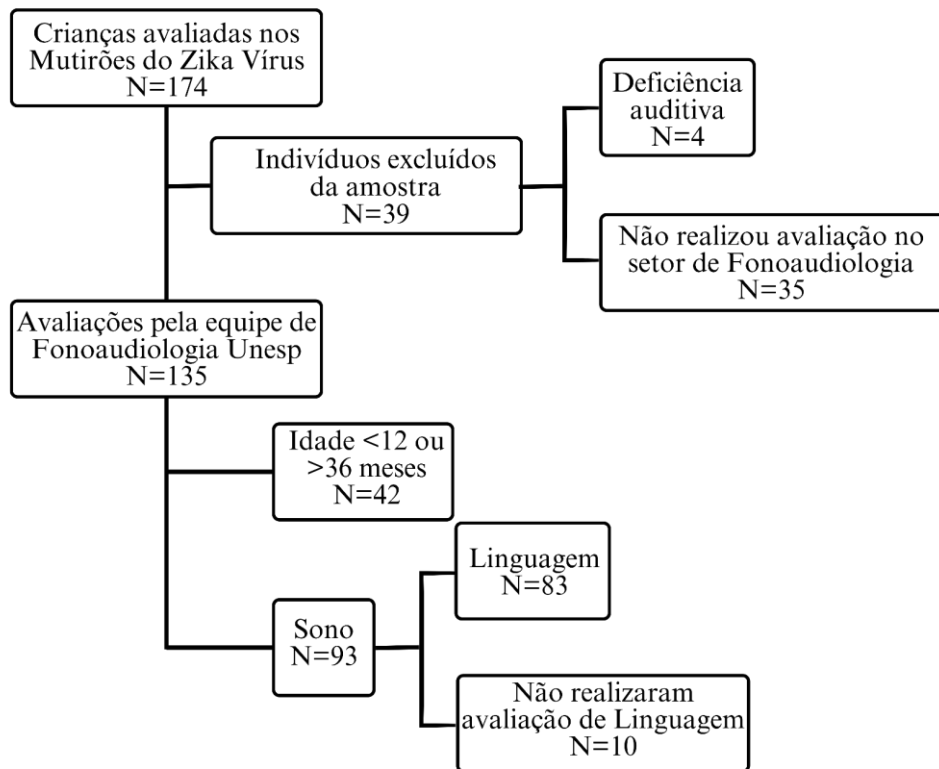 Crianças avaliadas nos
Mutirões do Zika Vírus
N=174
Deficiência
auditiva
N=4
Indivíduos excluídos
da amostra
N=39
Não realizou avaliação no
setor de Fonoaudiologia
N=35
Avaliações pela equipe de
Fonoaudiologia Unesp
N=135
Idade <12 ou
>36 meses
N=42
Linguagem
N=83
Sono
N=93
Não realizaram
avaliação de Linguagem
N=10